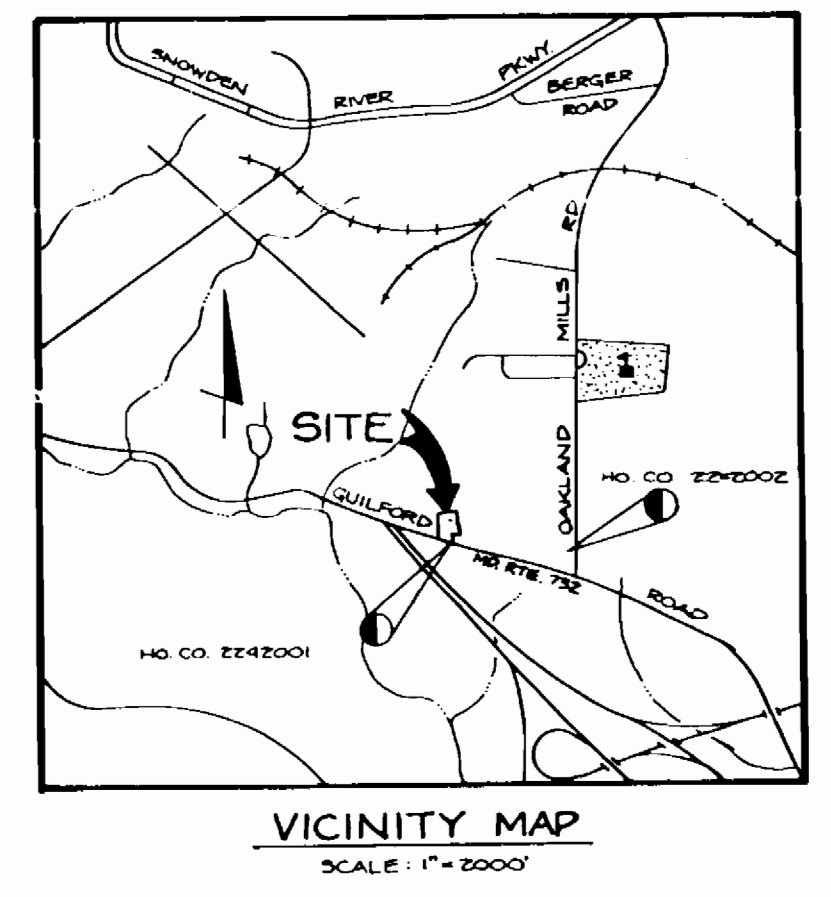 SNOWDEN RIVER PKWY.
BERGER
ROAD
OAKLAND MILLS RD
SITE
HO. CO. 2242002
GUILFORD
MD. RTE. 732
ROAD
HO. CO. 2242001
VICINITY MAP
SCALE: 1" = 2000'